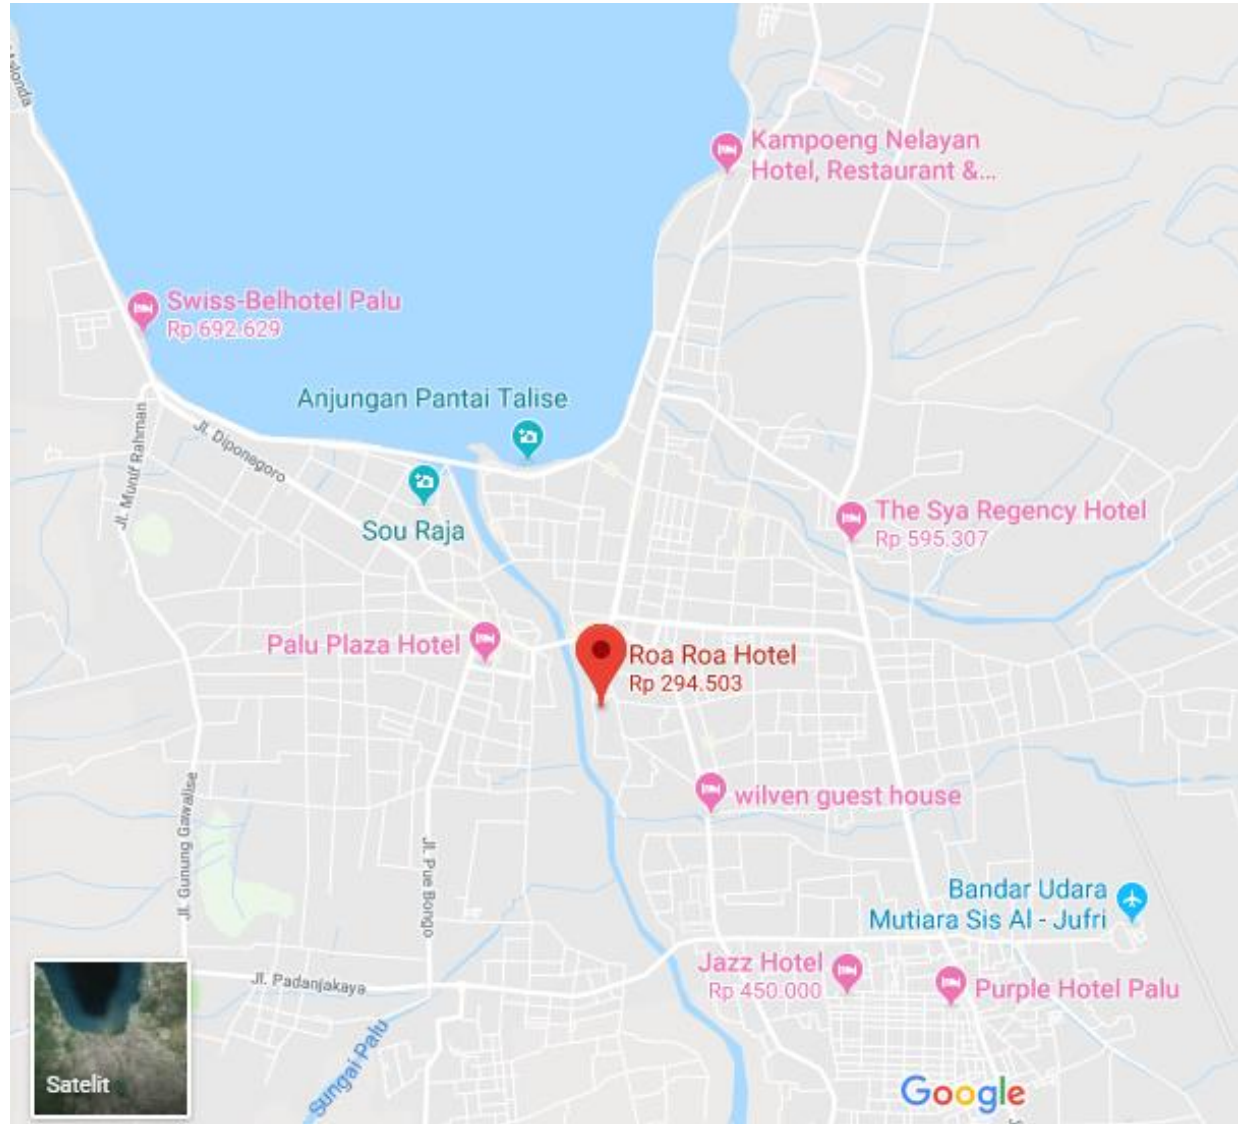 Kampoeng Nelayan
Hotel, Restaurant &...
Swiss-Belhotel Palu
Rp 692.629
Anjungan Pantai Talise
Jl. Diponegoro
Jl. Munif Rahman
Sou Raja
The Sya Regency Hotel
Rp 595.307
Palu Plaza Hotel
Roa Roa Hotel
Rp 294.503
wilven guest house
Jl. Gunung Gawalise
Jl. Pue Bongo
Bandar Udara
Mutiara Sis Al - Jufri
Jazz Hotel
Rp 450.000
Purple Hotel Palu
Jl. Padanjakaya
Sungai Palu
Satelit
Google